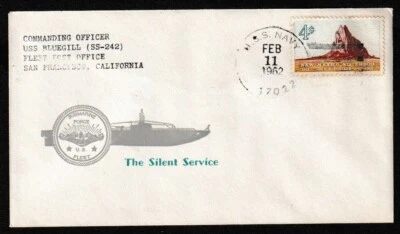 COMMANDING OFFICER
USS BLUEGILL (SS-242)
FLEET POST OFFICE
SAN FRANCISCO, CALIFORNIA
U.S. NAVY
FEB
11
1962
4¢
SUBMARINE
FORCE
U.S.
FLEET
The Silent Service